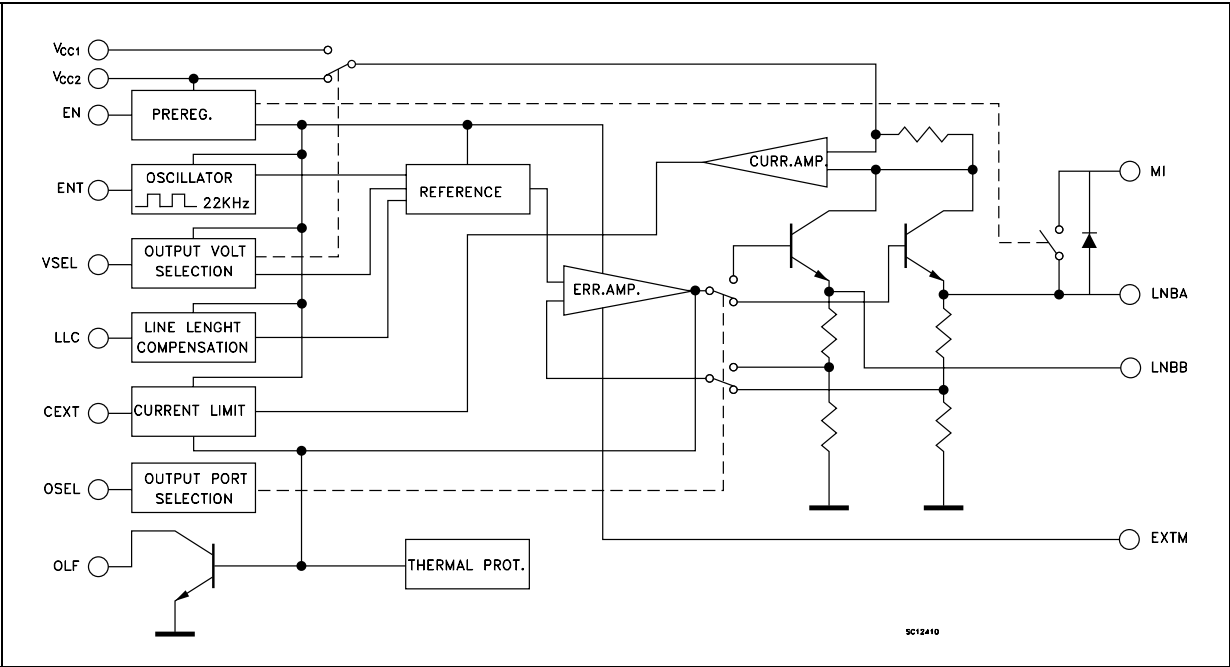 VCC1
VCC2
EN
PREREG.
ENT
OSCILLATOR
22KHz
REFERENCE
CURR.AMP.
MI
VSEL
OUTPUT VOLT
SELECTION
ERR.AMP.
LNBA
LLC
LINE LENGHT
COMPENSATION
LNBB
CEXT
CURRENT LIMIT
OSEL
OUTPUT PORT
SELECTION
EXTM
OLF
THERMAL PROT.
SC12410